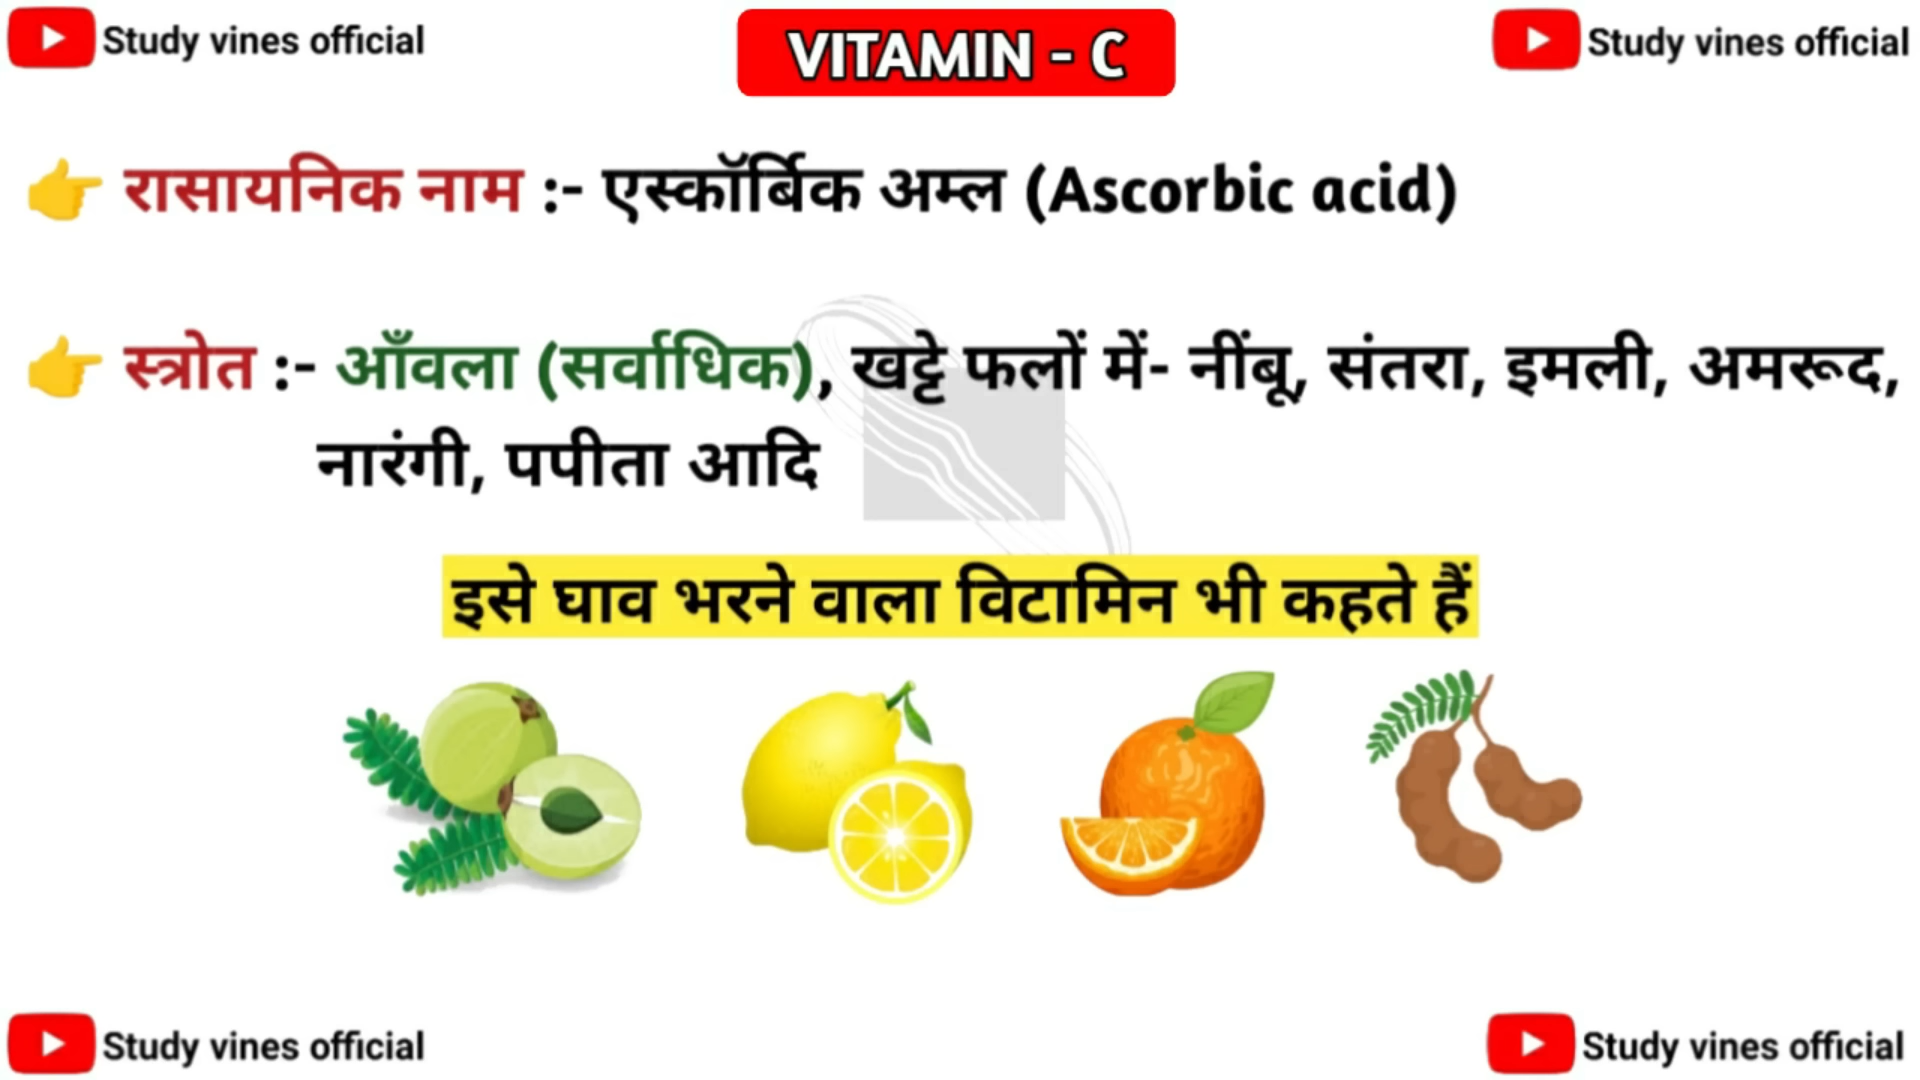 Study vines official
VITAMIN - C
Study vines official
👉 रासायनिक नाम :- एस्कॉर्बिक अम्ल (Ascorbic acid)
👉 स्त्रोत :- आँवला (सर्वाधिक), खट्टे फलों में- नींबू, संतरा, इमली, अमरूद,
नारंगी, पपीता आदि
इसे घाव भरने वाला विटामिन भी कहते हैं
Study vines official
Study vines official